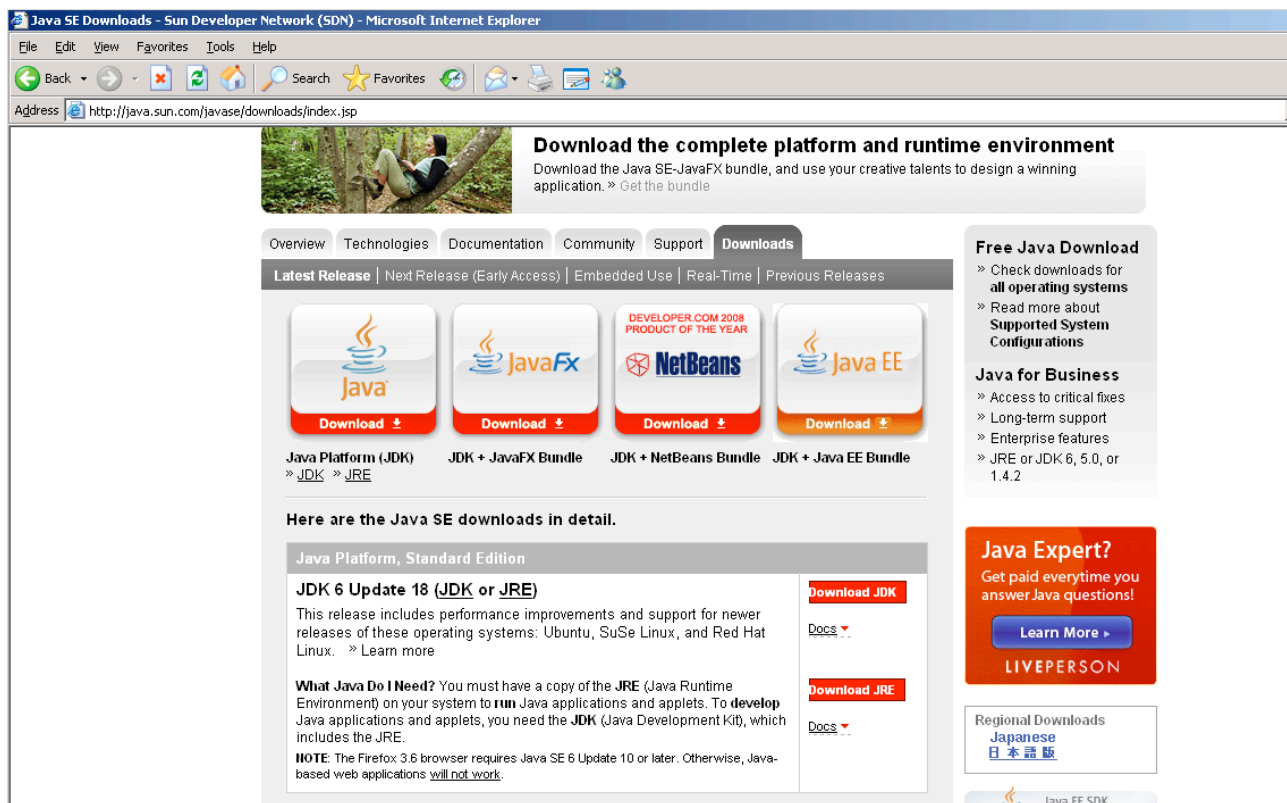 Java SE Downloads - Sun Developer Network (SDN) - Microsoft Internet Explorer
File Edit View Favorites Tools Help
Back Search Favorites
Address http://java.sun.com/javase/downloads/index.jsp
Download the complete platform and runtime environment
Download the Java SE-JavaFX bundle, and use your creative talents to design a winning
application. » Get the bundle
Overview Technologies Documentation Community Support Downloads
Latest Release | Next Release (Early Access) | Embedded Use | Real-Time | Previous Releases
Java
Download
Java Platform (JDK)
» JDK » JRE
JavaFX
Download
JDK + JavaFX Bundle
DEVELOPER.COM 2008
PRODUCT OF THE YEAR
NetBeans
Download
JDK + NetBeans Bundle
Java EE
Download
JDK + Java EE Bundle
Here are the Java SE downloads in detail.
Java Platform, Standard Edition
JDK 6 Update 18 (JDK or JRE)
This release includes performance improvements and support for newer
releases of these operating systems: Ubuntu, SuSe Linux, and Red Hat
Linux. » Learn more
Download JDK
Docs
What Java Do I Need? You must have a copy of the JRE (Java Runtime
Environment) on your system to run Java applications and applets. To develop
Java applications and applets, you need the JDK (Java Development Kit), which
includes the JRE.
NOTE: The Firefox 3.6 browser requires Java SE 6 Update 10 or later. Otherwise, Java-
based web applications will not work.
Download JRE
Docs
Free Java Download
» Check downloads for
all operating systems
» Read more about
Supported System
Configurations
Java for Business
» Access to critical fixes
» Long-term support
» Enterprise features
» JRE or JDK 6, 5.0, or
1.4.2
Java Expert?
Get paid everytime you
answer Java questions!
Learn More
LIVEPERSON
Regional Downloads
Japanese
日本語版
Java EE SDK